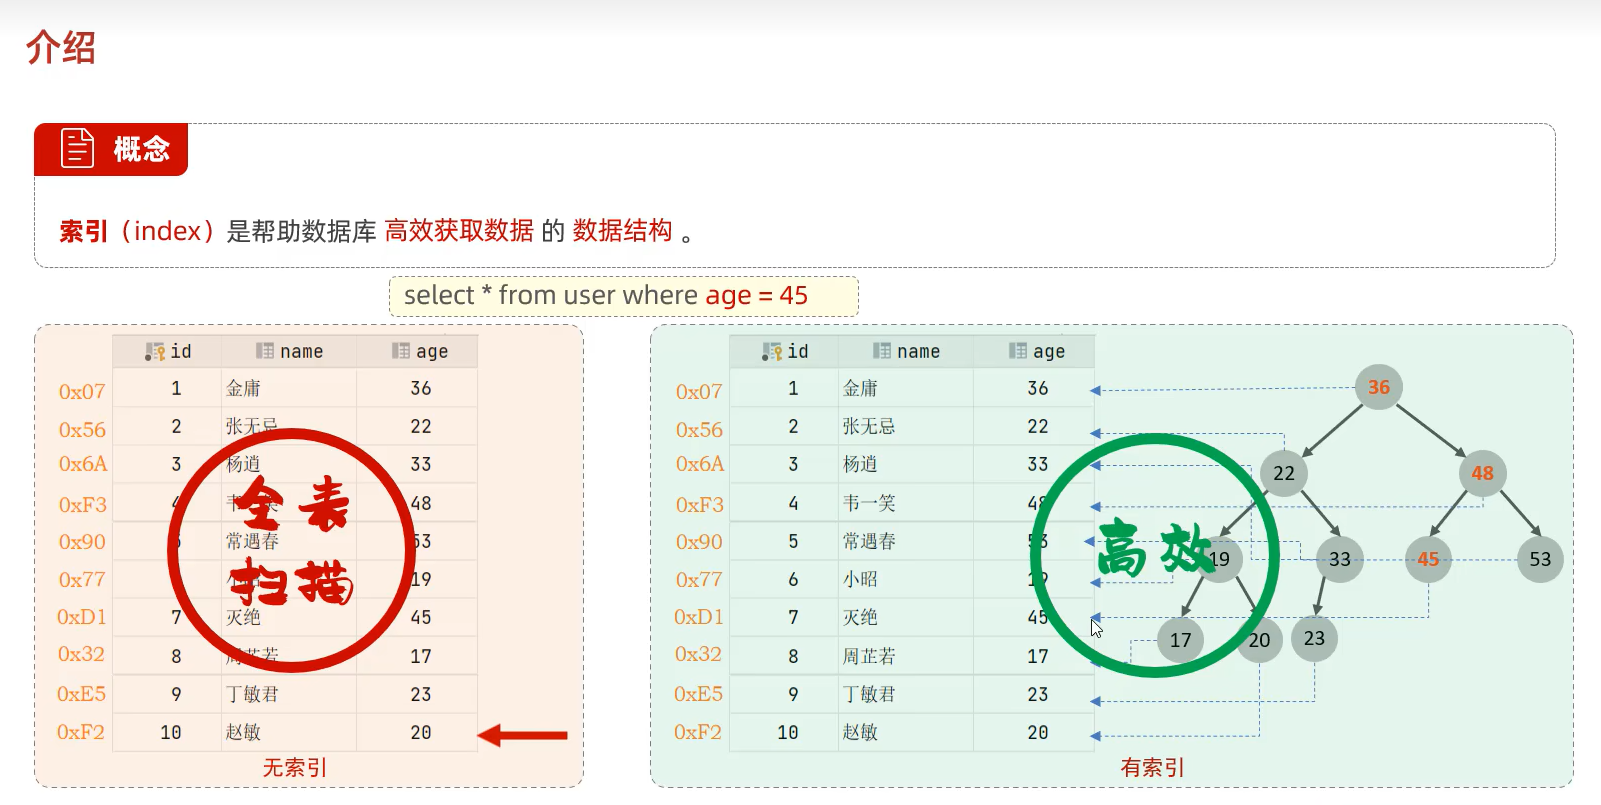 介绍
概念
索引（index）是帮助数据库 高效获取数据 的 数据结构 。
select * from user where age = 45
id name age
0x07 1 金庸 36
0x56 2 张无忌 22
0x6A 3 杨逍 33
0xF3 4 韦一笑 48
0x90 5 常遇春 53
0x77 6 小昭 19
0xD1 7 灭绝 45
0x32 8 周芷若 17
0xE5 9 丁敏君 23
0xF2 10 赵敏 20
全表
扫描
无索引
id name age
0x07 1 金庸 36
0x56 2 张无忌 22
0x6A 3 杨逍 33
0xF3 4 韦一笑 48
0x90 5 常遇春 53
0x77 6 小昭 19
0xD1 7 灭绝 45
0x32 8 周芷若 17
0xE5 9 丁敏君 23
0xF2 10 赵敏 20
高效
36
22 48
19 33 45 53
17 20 23
有索引